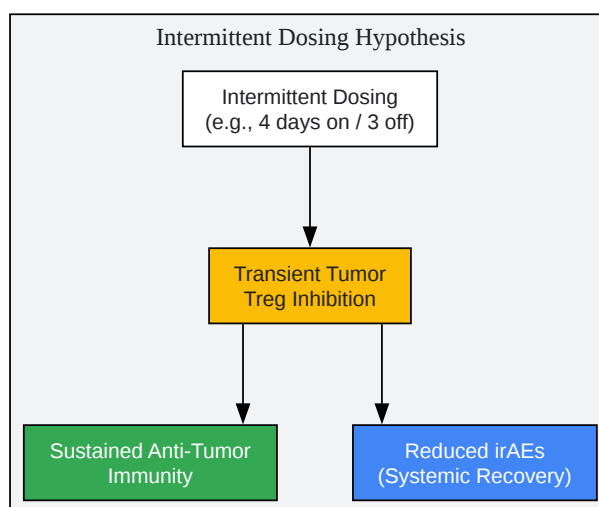 Intermittent Dosing Hypothesis
Intermittent Dosing
(e.g., 4 days on / 3 off)
Transient Tumor
Treg Inhibition
Sustained Anti-Tumor
Immunity
Reduced irAEs
(Systemic Recovery)